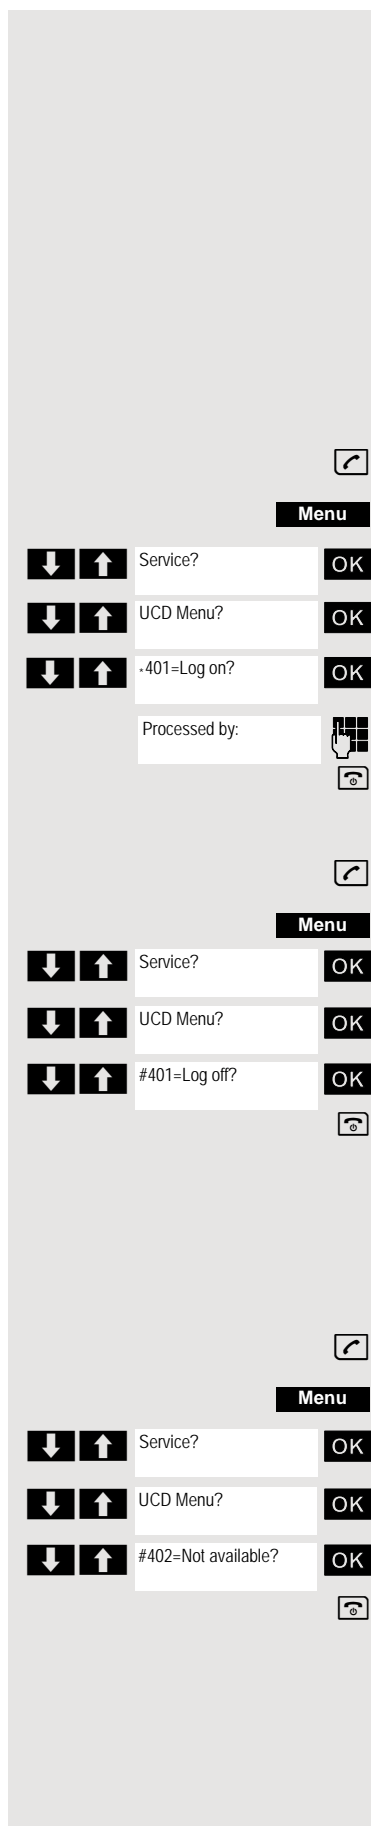 Menu
Service? OK
UCD Menu? OK
*401=Log on? OK
Processed by:
Menu
Service? OK
UCD Menu? OK
#401=Log off? OK
Menu
Service? OK
UCD Menu? OK
#402=Not available? OK